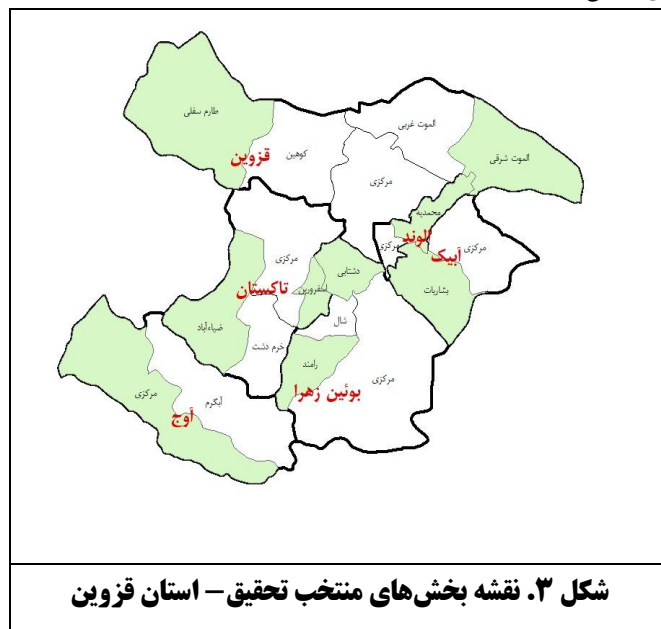 طارم سفلی
الموت غربی
الموت شرقی
کوهین
قزوین
مرکزی
محمدیه
الوند
مرکزی
مرکزی
آبیک
دشتابی
مرکزی
بشاریات
تاکستان
اسفرورین
ضیاءآباد
شال
خرم دشت
رامند
مرکزی
بوئین زهرا
مرکزی
آبگرم
آوج
شکل ۳. نقشه بخش‌های منتخب تحقیق– استان قزوین